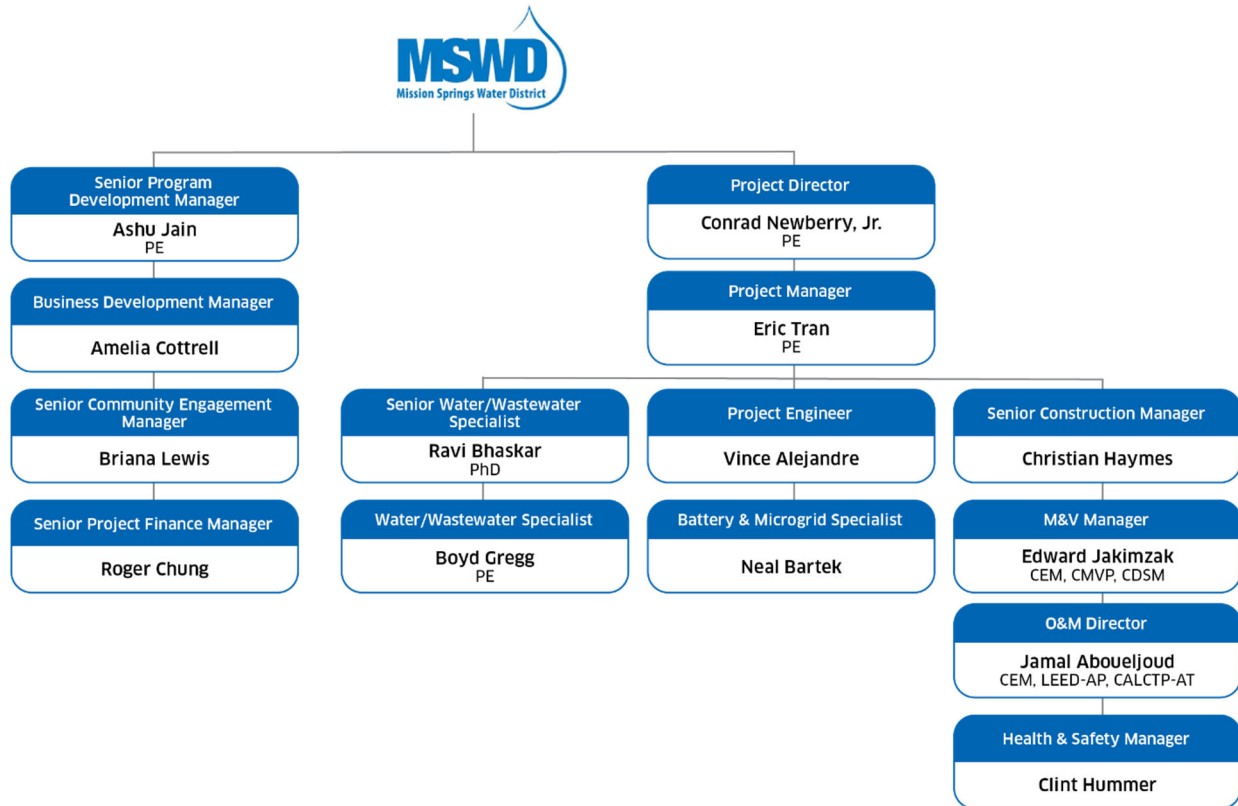 MSWD
Mission Springs Water District
Senior Program
Development Manager
Ashu Jain
PE
Business Development Manager
Amelia Cottrell
Senior Community Engagement
Manager
Briana Lewis
Senior Project Finance Manager
Roger Chung
Project Director
Conrad Newberry, Jr.
PE
Project Manager
Eric Tran
PE
Senior Water/Wastewater
Specialist
Ravi Bhaskar
PhD
Water/Wastewater Specialist
Boyd Gregg
PE
Project Engineer
Vince Alejandre
Battery & Microgrid Specialist
Neal Bartek
Senior Construction Manager
Christian Haymes
M&V Manager
Edward Jakimzak
CEM, CMVP, CDSM
O&M Director
Jamal Aboueljoud
CEM, LEED-AP, CALCTP-AT
Health & Safety Manager
Clint Hummer